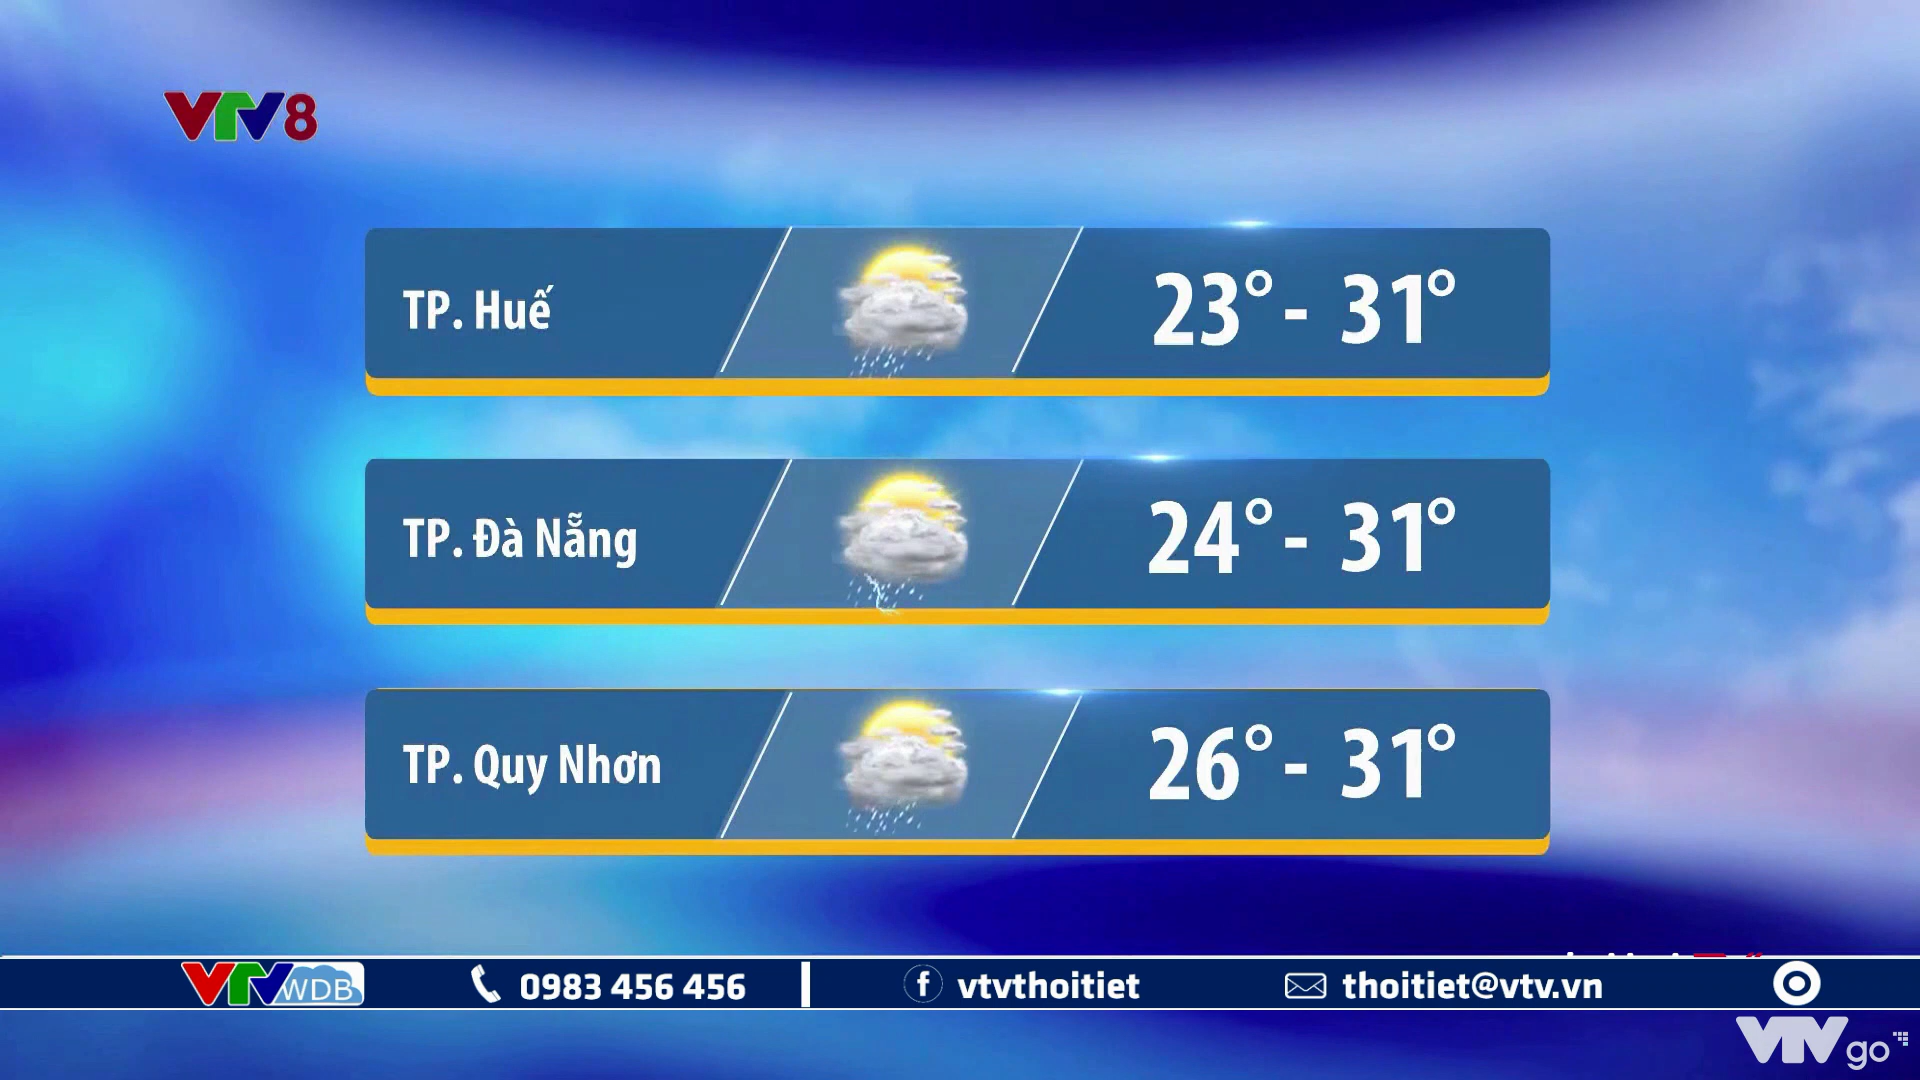 VTV8
TP. Huế
23° - 31°
TP. Đà Nẵng
24° - 31°
TP. Quy Nhơn
26° - 31°
VTV WDB
0983 456 456
vtvthoitiet
thoitiet@vtv.vn
VTV go